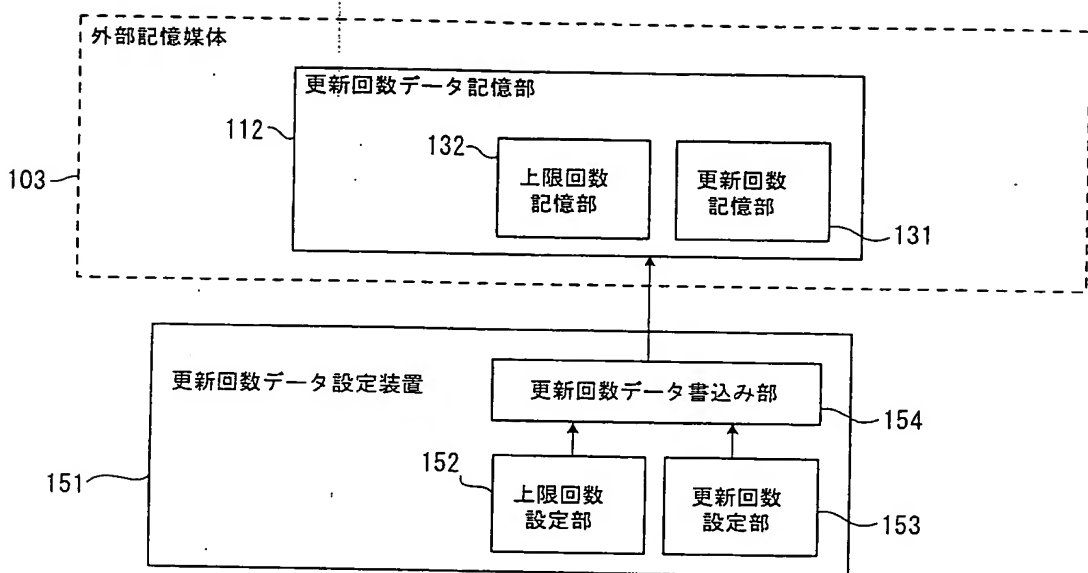 外部記憶媒体
更新回数データ記憶部
112
132
103
上限回数
記憶部
更新回数
記憶部
131
更新回数データ設定装置
更新回数データ書込み部
154
152
151
上限回数
設定部
更新回数
設定部
153